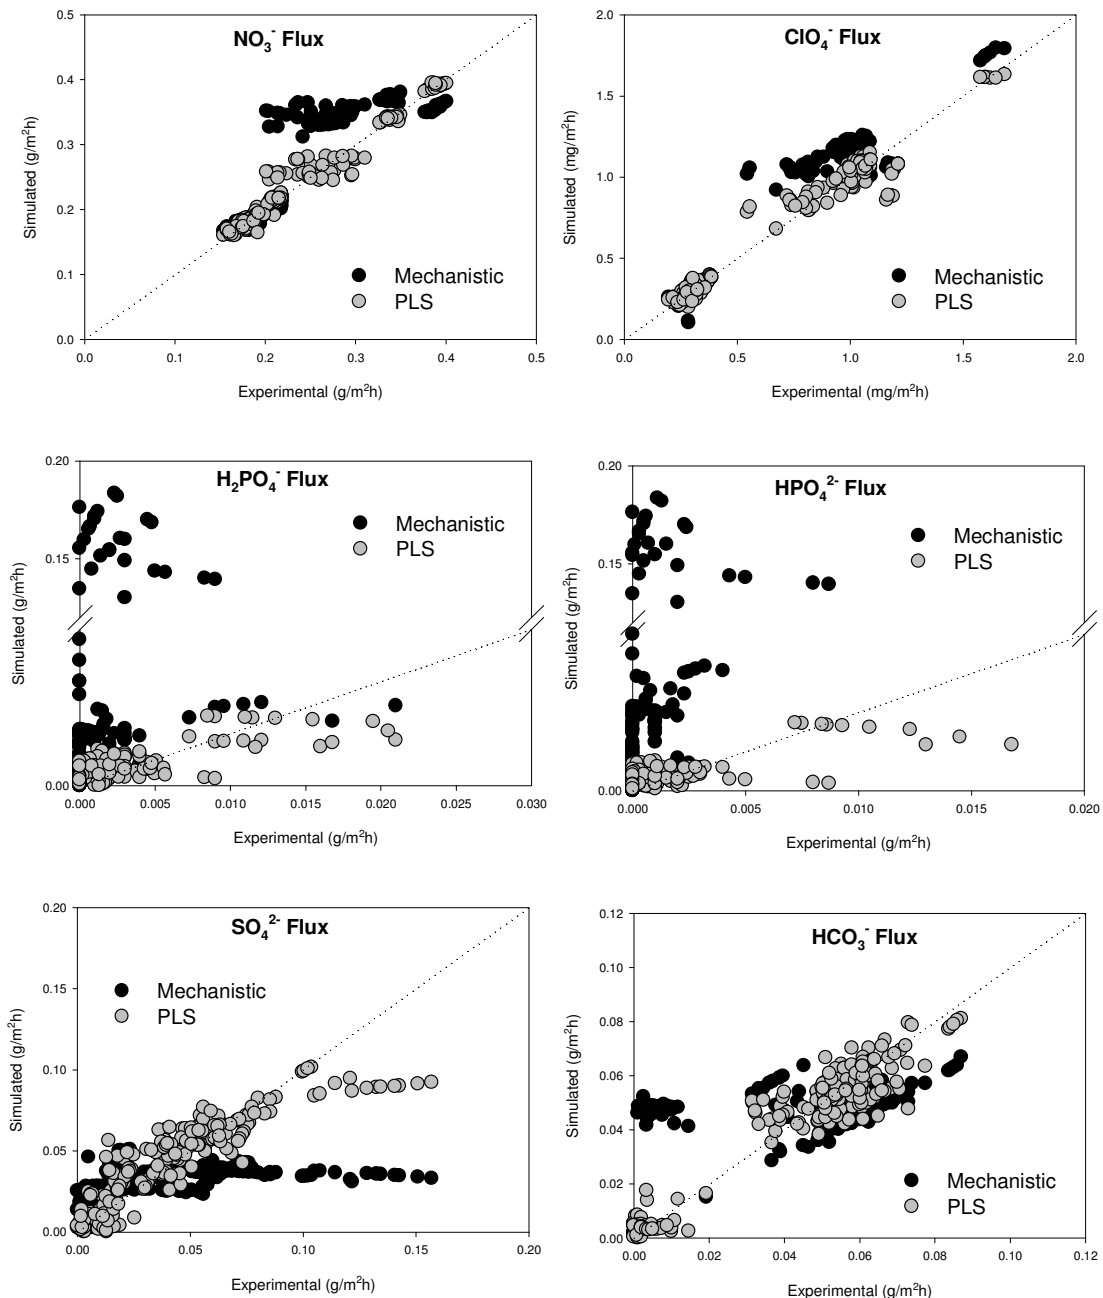 NO₃⁻ Flux
0.5
0.4
0.3
0.2
0.1
0.0
Simulated (g/m²h)
Mechanistic
PLS
0.0 0.1 0.2 0.3 0.4 0.5
Experimental (g/m²h)
ClO₄⁻ Flux
2.0
1.5
1.0
0.5
0.0
Simulated (mg/m²h)
Mechanistic
PLS
0.0 0.5 1.0 1.5 2.0
Experimental (mg/m²h)
H₂PO₄⁻ Flux
0.20
0.15
0.00
Simulated (g/m²h)
Mechanistic
PLS
0.000 0.005 0.010 0.015 0.020 0.025 0.030
Experimental (g/m²h)
HPO₄²⁻ Flux
0.20
0.15
0.00
Simulated (g/m²h)
Mechanistic
PLS
0.000 0.005 0.010 0.015 0.020
Experimental (g/m²h)
SO₄²⁻ Flux
0.20
0.15
0.10
0.05
0.00
Simulated (g/m²h)
Mechanistic
PLS
0.00 0.05 0.10 0.15 0.20
Experimental (g/m²h)
HCO₃⁻ Flux
0.12
0.10
0.08
0.06
0.04
0.02
0.00
Simulated (g/m²h)
Mechanistic
PLS
0.00 0.02 0.04 0.06 0.08 0.10 0.12
Experimental (g/m²h)